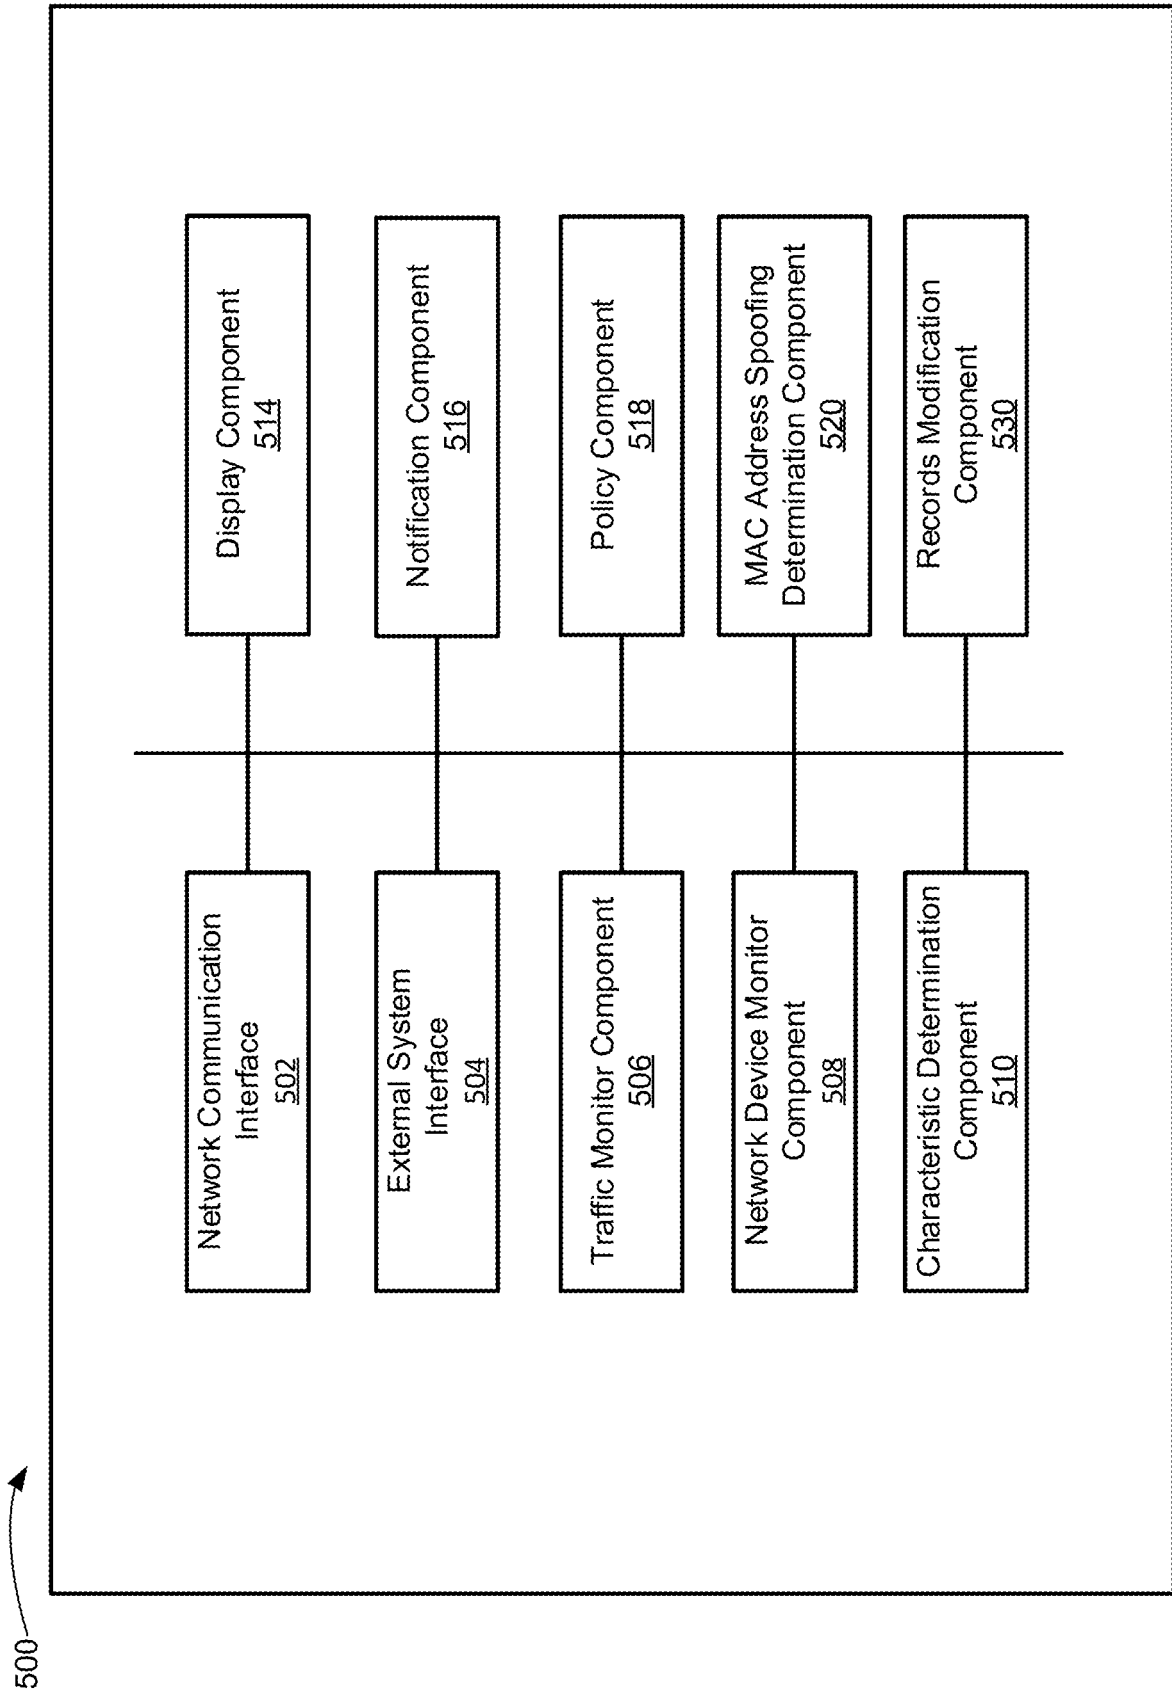 500
Network Communication
Interface
502
External System
Interface
504
Traffic Monitor Component
506
Network Device Monitor
Component
508
Characteristic Determination
Component
510
Display Component
514
Notification Component
516
Policy Component
518
MAC Address Spoofing
Determination Component
520
Records Modification
Component
530